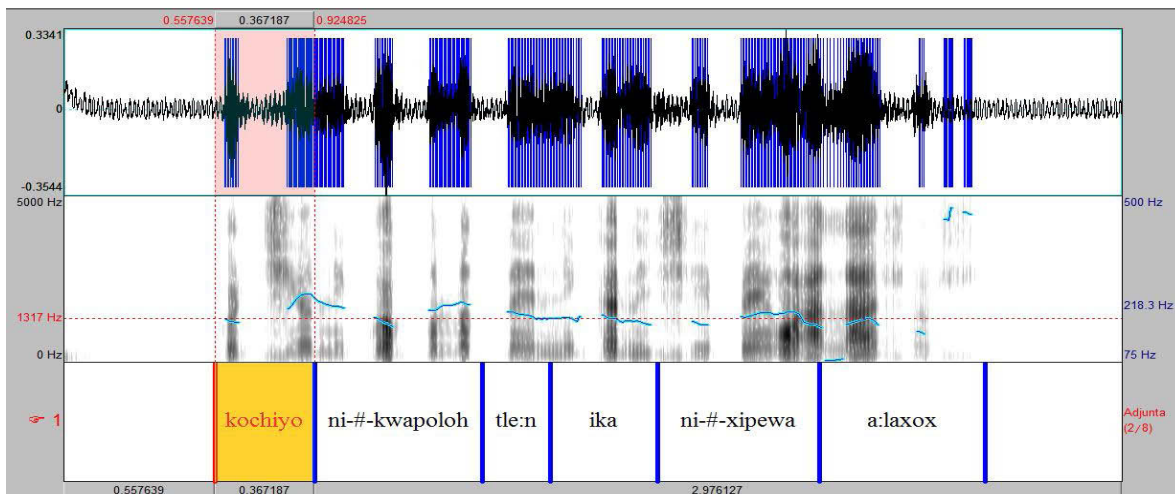 0.557639 0.367187 0.924825
0.3341
0
-0.3544
5000 Hz 500 Hz
1317 Hz 218.3 Hz
0 Hz 75 Hz
☞ 1 kochiyo ni-#-kwapoloh tle:n ika ni-#-xipewa a:laxox Adjunta
(2/8)
0.557639 0.367187 2.976127